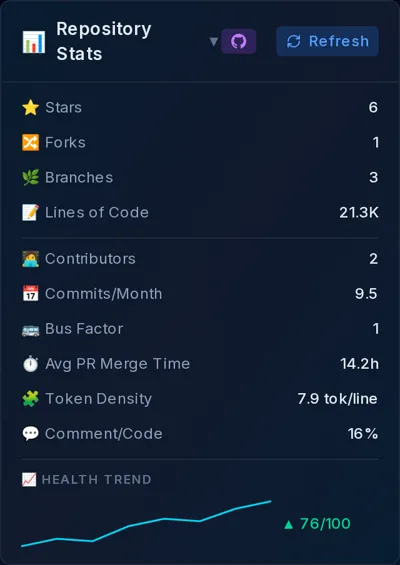 Repository
Stats
▼
Refresh
Stars 6
Forks 1
Branches 3
Lines of Code 21.3K
Contributors 2
Commits/Month 9.5
Bus Factor 1
Avg PR Merge Time 14.2h
Token Density 7.9 tok/line
Comment/Code 16%
HEALTH TREND
▲ 76/100